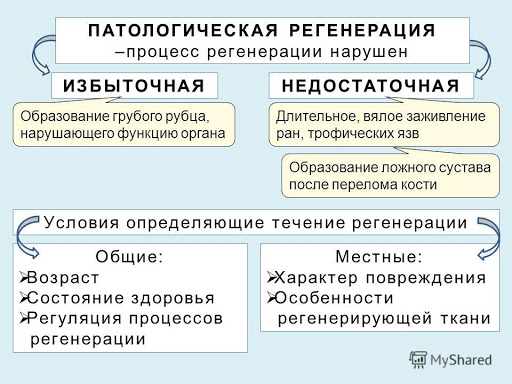 ПАТОЛОГИЧЕСКАЯ РЕГЕНЕРАЦИЯ
–процесс регенерации нарушен
ИЗБЫТОЧНАЯ
НЕДОСТАТОЧНАЯ
Образование грубого рубца,
нарушающего функцию органа
Длительное, вялое заживление
ран, трофических язв
Образование ложного сустава
после перелома кости
Условия определяющие течение регенерации
Общие:
Возраст
Состояние здоровья
Регуляция процессов
регенерации
Местные:
Характер повреждения
Особенности
регенерирующей ткани
MyShared